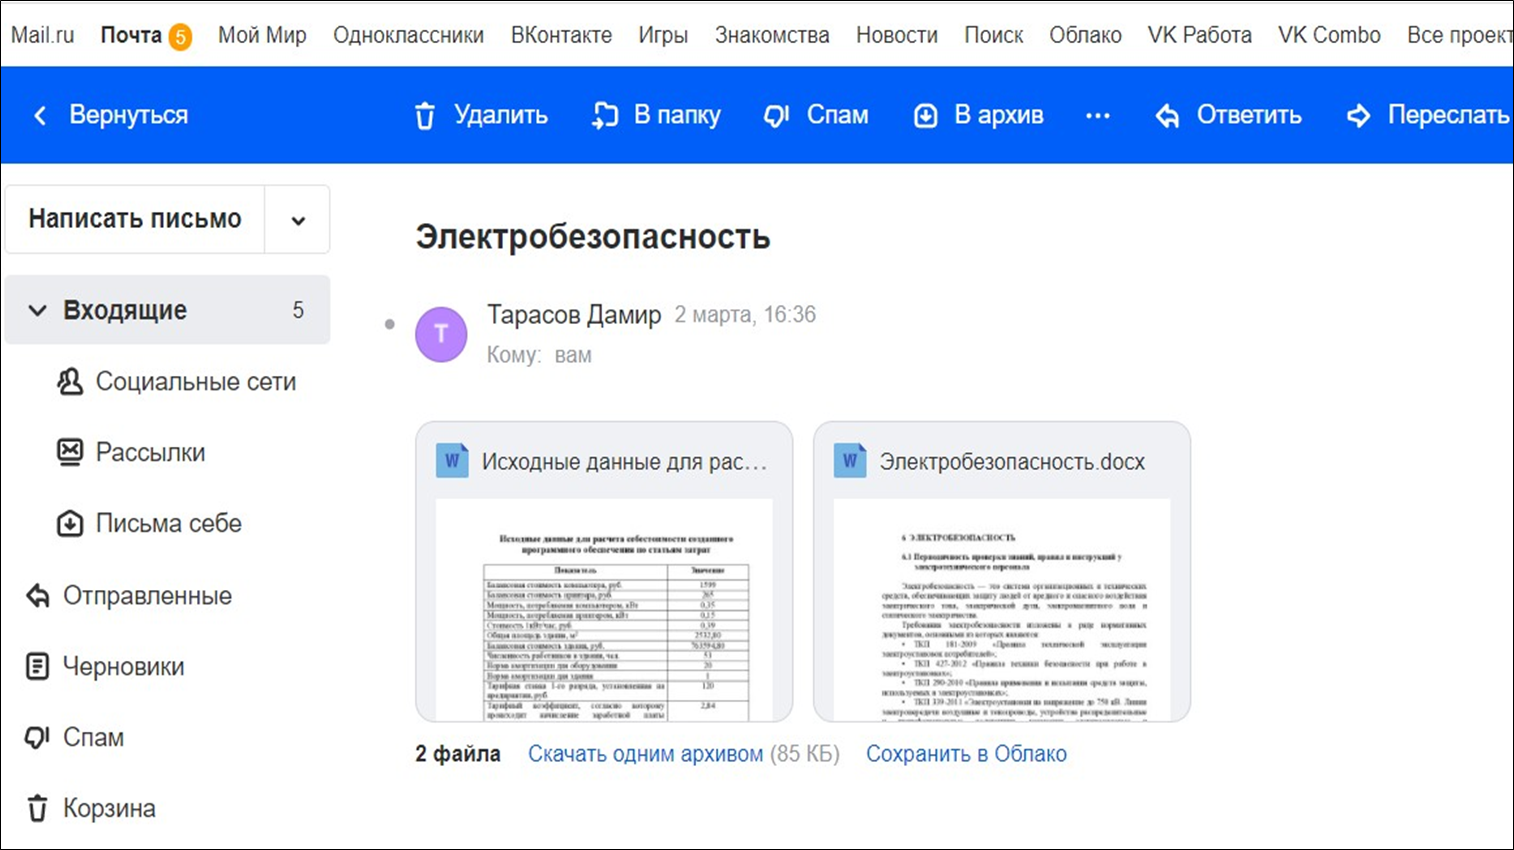 Mail.ru Почта 5 Мой Мир Одноклассники ВКонтакте Игры Знакомства Новости Поиск Облако VK Работа VK Combo Все проект
Вернуться Удалить В папку Спам В архив ... Ответить Переслать
Написать письмо
Входящие 5
Социальные сети
Рассылки
Письма себе
Отправленные
Черновики
Спам
Корзина
Электробезопасность
Т
Тарасов Дамир 2 марта, 16:36
Кому: вам
W Исходные данные для рас...
Исходные данные для расчета себестоимости созданного
программного обеспечения по статьям затрат
Показатель Значение
Балансовая стоимость компьютера, руб. 1599
Балансовая стоимость принтера, руб. 265
Мощность, потребляемая компьютером, кВт 0,35
Мощность, потребляемая принтером, кВт 0,15
Стоимость 1кВт/час, руб. 0,39
Общая площадь здания, м² 2532,80
Балансовая стоимость здания, руб. 763594,80
Численность работников в здании, чел. 53
Норма амортизации для оборудования 20
Норма амортизации для здания 1
Тарифная ставка 1-го разряда, установленная на 120
предприятии, руб.
Тарифный коэффициент, согласно которому 2,84
происходит начисление заработной платы
W Электробезопасность.docx
6 ЭЛЕКТРОБЕЗОПАСНОСТЬ
6.1 Периодичность проверки знаний, правил и инструкций у
электротехнического персонала
Электробезопасность — это система организационных и технических
средств, обеспечивающих защиту людей от вредного и опасного воздействия
электрического тока, электрической дуги, электромагнитного поля и
статического электричества.
Требования электробезопасности изложены в ряде нормативных
документов, основными из которых являются:
• ТКП 181-2009 «Правила технической эксплуатации
электроустановок потребителей»;
• ТКП 427-2012 «Правила техники безопасности при работе в
электроустановках»;
• ТКП 290-2010 «Правила применения и испытания средств защиты,
используемых в электроустановках»;
• ТКП 339-2011 «Электроустановки на напряжение до 750 кВ. Линии
электропередачи воздушные и токопроводы, устройства распределительные
2 файла Скачать одним архивом (85 КБ) Сохранить в Облако